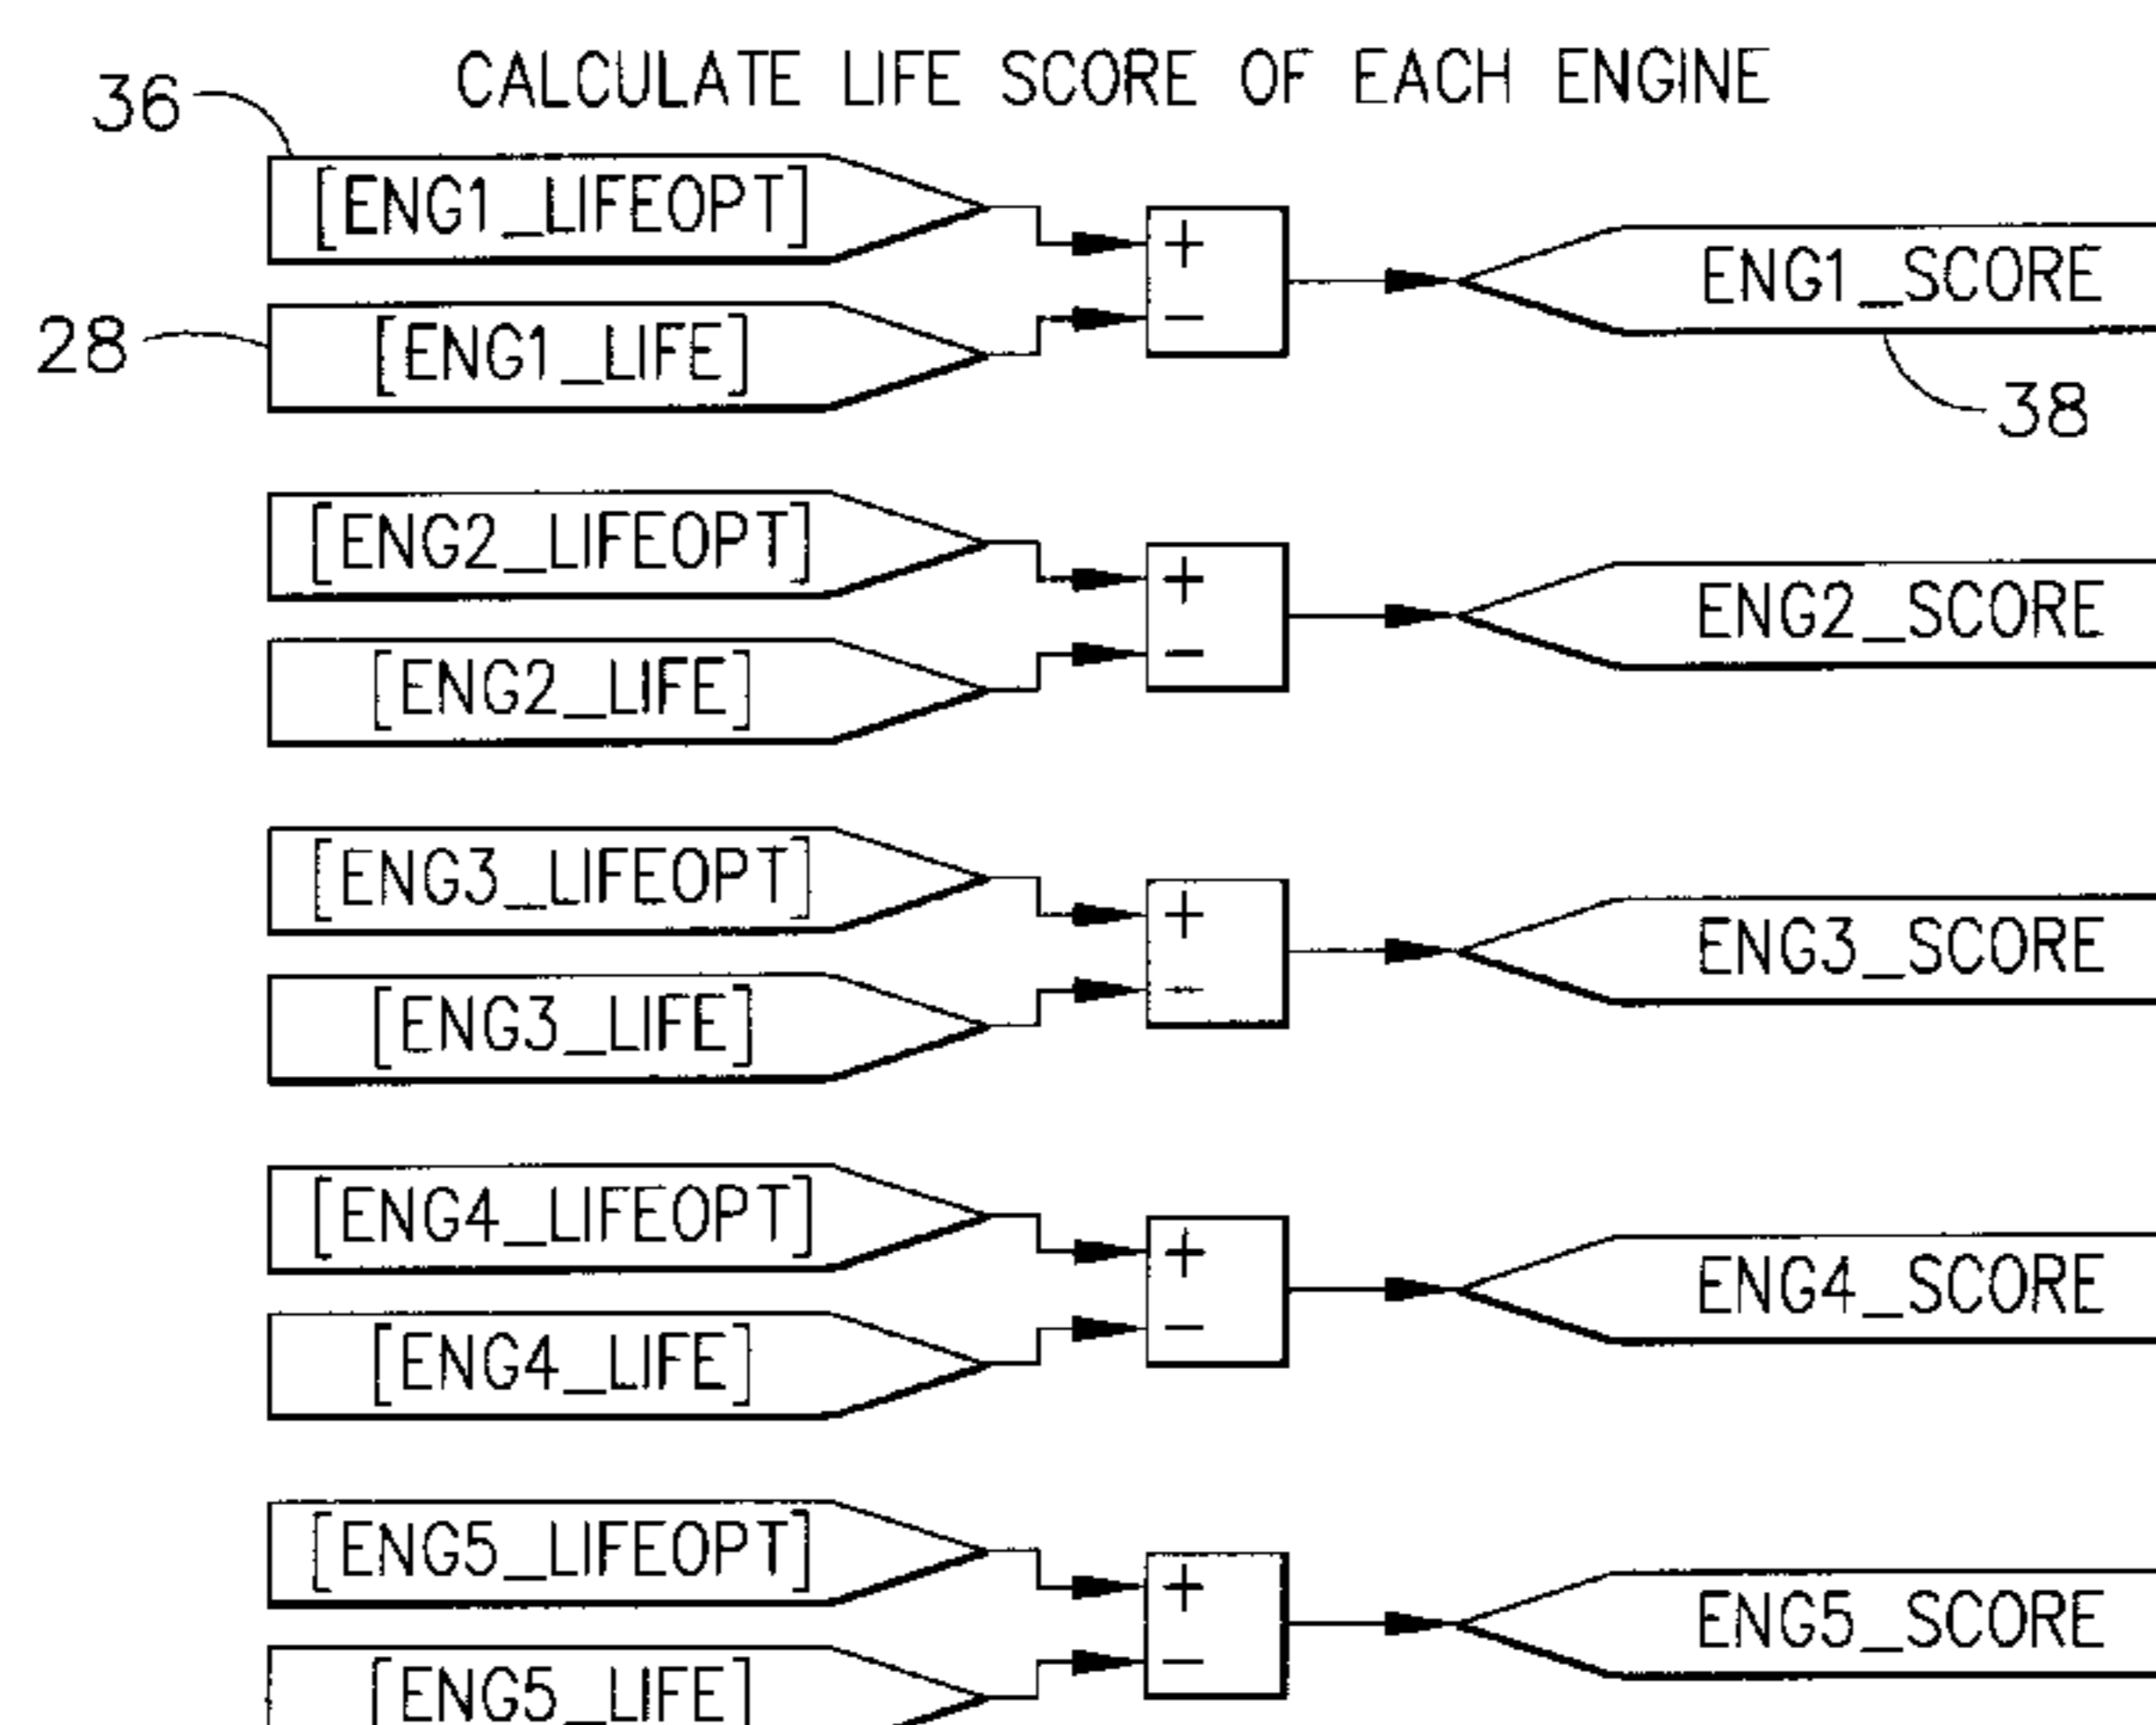 CALCULATE LIFE SCORE OF EACH ENGINE
36
[ENG1_LIFEOPT]
+
ENG1_SCORE
28
[ENG1_LIFE]
−
38
[ENG2_LIFEOPT]
+
ENG2_SCORE
[ENG2_LIFE]
−
[ENG3_LIFEOPT]
+
ENG3_SCORE
[ENG3_LIFE]
−
[ENG4_LIFEOPT]
+
ENG4_SCORE
[ENG4_LIFE]
−
[ENG5_LIFEOPT]
+
ENG5_SCORE
[ENG5_LIFE]
−